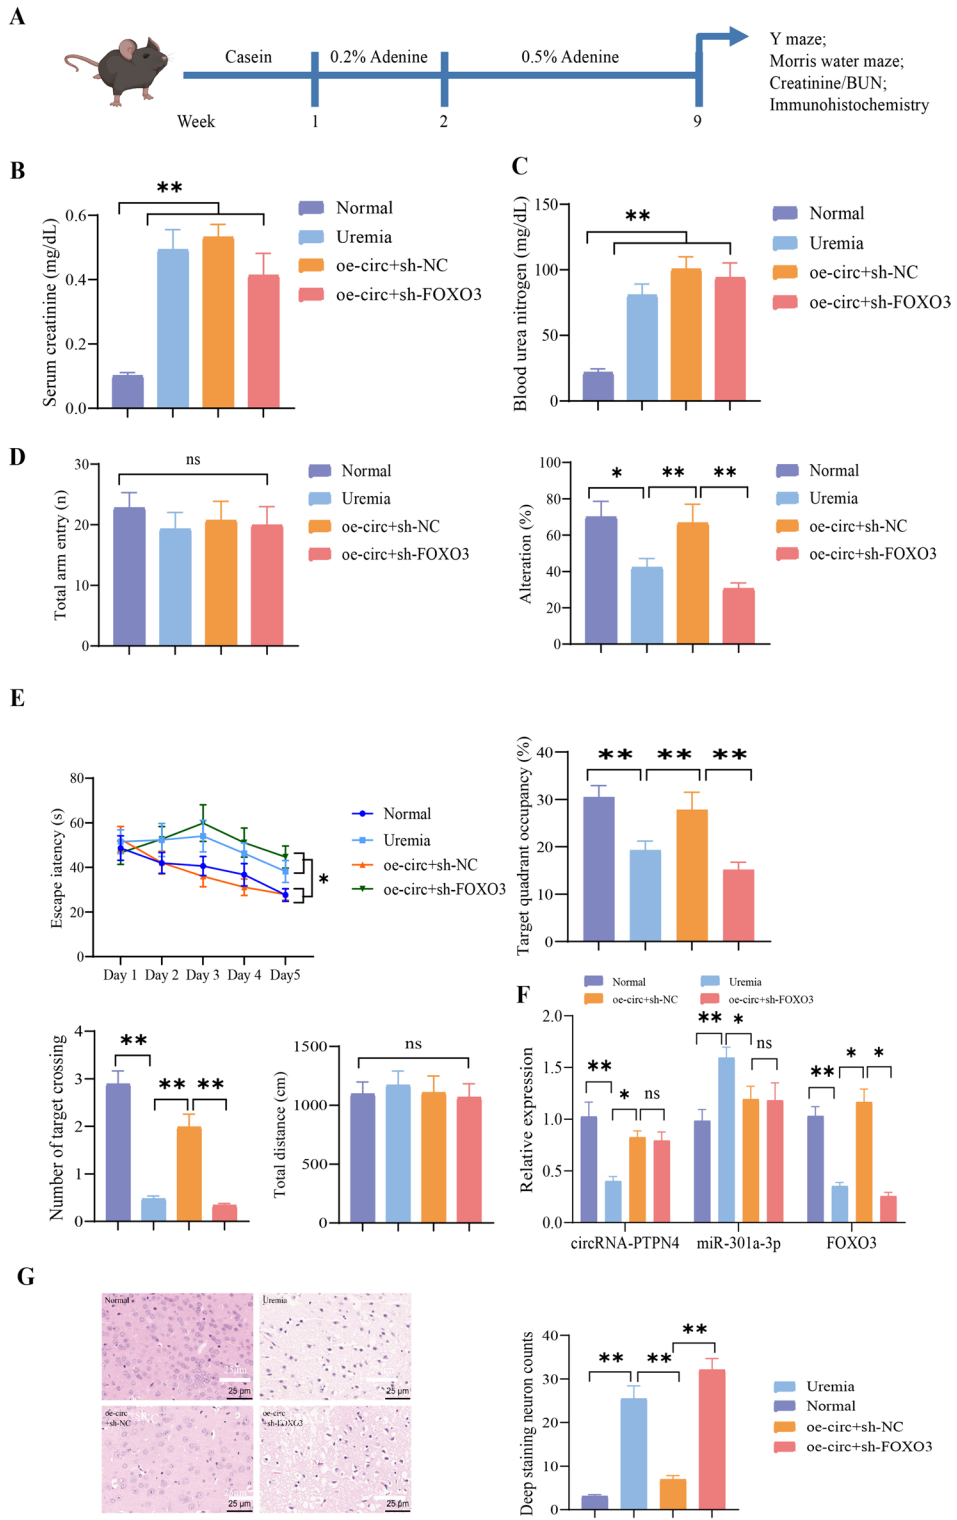 A
Casein
0.2% Adenine
0.5% Adenine
Week
1
2
9
Y maze;
Morris water maze;
Creatinine/BUN;
Immunohistochemistry
B
Serum creatinine (mg/dL)
0.6
0.4
0.2
0.0
**
Normal
Uremia
oe-circ+sh-NC
oe-circ+sh-FOXO3
C
Blood urea nitrogen (mg/dL)
150
100
50
0
**
Normal
Uremia
oe-circ+sh-NC
oe-circ+sh-FOXO3
D
Total arm entry (n)
30
20
10
0
ns
Normal
Uremia
oe-circ+sh-NC
oe-circ+sh-FOXO3
Alteration (%)
100
80
60
40
20
0
* ** **
Normal
Uremia
oe-circ+sh-NC
oe-circ+sh-FOXO3
E
Escape iatency (s)
80
60
40
20
0
Day 1 Day 2 Day 3 Day 4 Day5
*
Normal
Uremia
oe-circ+sh-NC
oe-circ+sh-FOXO3
Target quadrant occupancy (%)
40
30
20
10
0
** ** **
Number of target crossing
4
3
2
1
0
** ** **
Total distance (cm)
1500
1000
500
0
ns
F
Normal
Uremia
oe-circ+sh-NC
oe-circ+sh-FOXO3
Relative expression
2.0
1.5
1.0
0.5
0.0
** * ns
** * ns
** * *
circRNA-PTPN4
miR-301a-3p
FOXO3
G
Normal
25 μm
Uremia
25 μm
oe-circ
+sh-NC
25 μm
oe-circ
+sh-FOXO3
25 μm
Deep staining neuron counts
40
30
20
10
0
** ** **
Uremia
Normal
oe-circ+sh-NC
oe-circ+sh-FOXO3